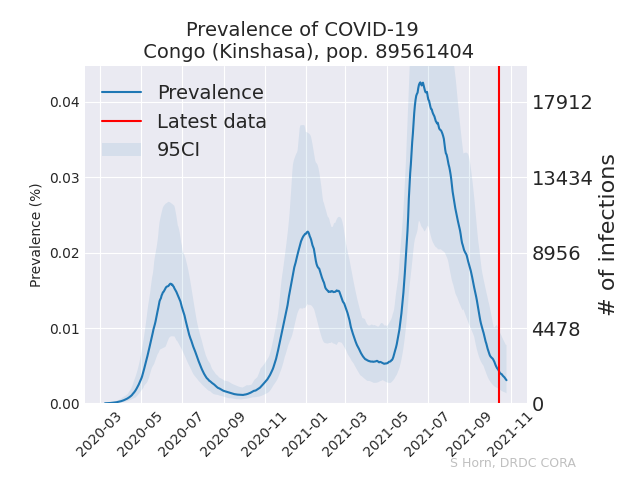 Prevalence of COVID-19
Congo (Kinshasa), pop. 89561404
Prevalence
Latest data
95CI
Prevalence (%)
0.04
0.03
0.02
0.01
0.00
17912
13434
8956
4478
0
# of infections
2020-03
2020-05
2020-07
2020-09
2020-11
2021-01
2021-03
2021-05
2021-07
2021-09
2021-11
S Horn, DRDC CORA